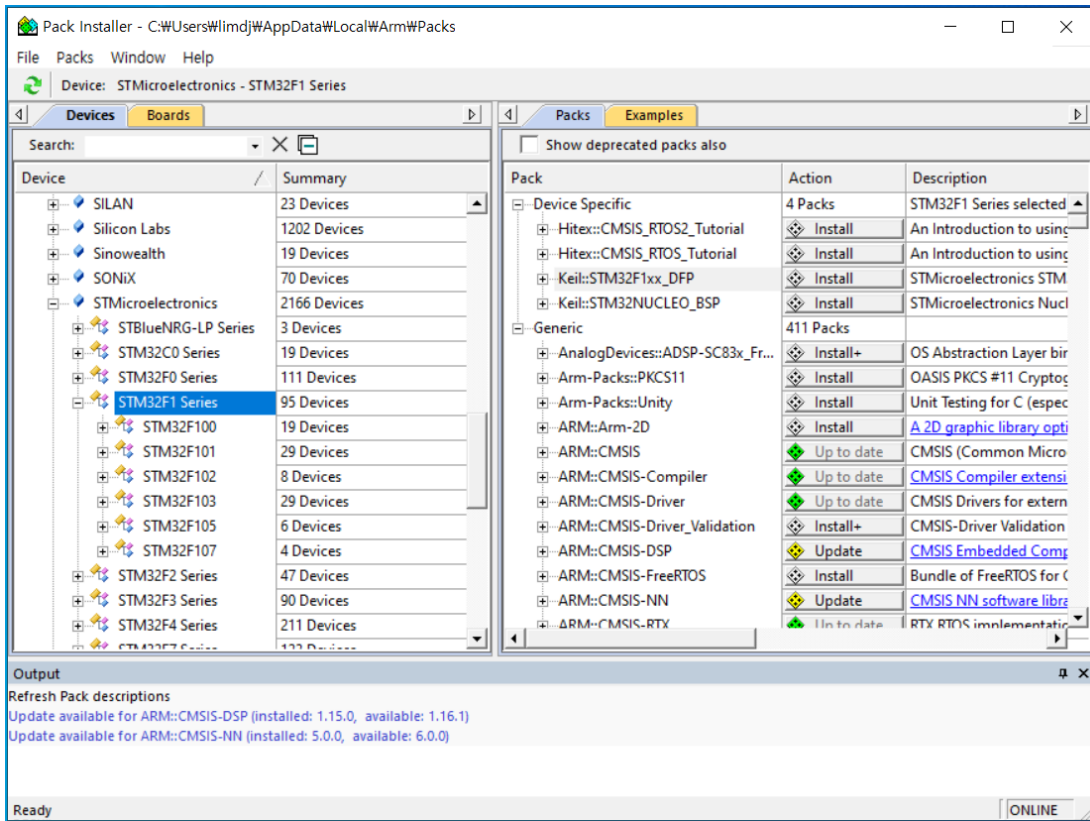 Pack Installer - C:₩Users₩limdj₩AppData₩Local₩Arm₩Packs
File Packs Window Help
Device: STMicroelectronics - STM32F1 Series
Devices Boards
Search:
Device Summary
SILAN 23 Devices
Silicon Labs 1202 Devices
Sinowealth 19 Devices
SONiX 70 Devices
STMicroelectronics 2166 Devices
STBlueNRG-LP Series 3 Devices
STM32C0 Series 19 Devices
STM32F0 Series 111 Devices
STM32F1 Series 95 Devices
STM32F100 19 Devices
STM32F101 29 Devices
STM32F102 8 Devices
STM32F103 29 Devices
STM32F105 6 Devices
STM32F107 4 Devices
STM32F2 Series 47 Devices
STM32F3 Series 90 Devices
STM32F4 Series 211 Devices
Packs Examples
Show deprecated packs also
Pack Action Description
Device Specific 4 Packs STM32F1 Series selected
Hitex::CMSIS_RTOS2_Tutorial Install An Introduction to using
Hitex::CMSIS_RTOS_Tutorial Install An Introduction to using
Keil::STM32F1xx_DFP Install STMicroelectronics STM
Keil::STM32NUCLEO_BSP Install STMicroelectronics Nucl
Generic 411 Packs
AnalogDevices::ADSP-SC83x_Fr... Install+ OS Abstraction Layer bin
Arm-Packs::PKCS11 Install OASIS PKCS #11 Cryptog
Arm-Packs::Unity Install Unit Testing for C (espec
ARM::Arm-2D Install A 2D graphic library opti
ARM::CMSIS Up to date CMSIS (Common Micro
ARM::CMSIS-Compiler Up to date CMSIS Compiler extensi
ARM::CMSIS-Driver Up to date CMSIS Drivers for extern
ARM::CMSIS-Driver_Validation Install+ CMSIS-Driver Validation
ARM::CMSIS-DSP Update CMSIS Embedded Comp
ARM::CMSIS-FreeRTOS Install Bundle of FreeRTOS for C
ARM::CMSIS-NN Update CMSIS NN software libra
ARM::CMSIS-RTX Up to date RTX RTOS implementatic
Output
Refresh Pack descriptions
Update available for ARM::CMSIS-DSP (installed: 1.15.0, available: 1.16.1)
Update available for ARM::CMSIS-NN (installed: 5.0.0, available: 6.0.0)
Ready ONLINE